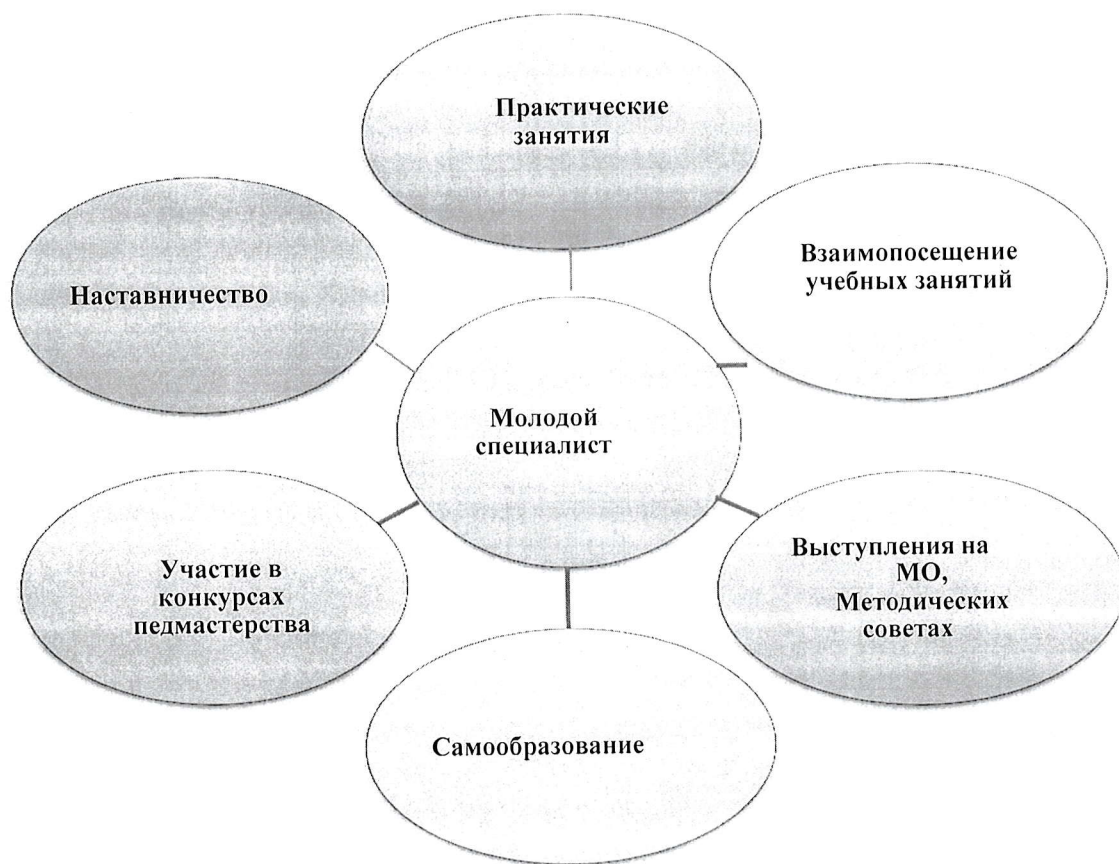 Практические
занятия
Взаимопосещение
учебных занятий
Наставничество
Молодой
специалист
Выступления на
МО,
Методических
советах
Участие в
конкурсах
педмастерства
Самообразование